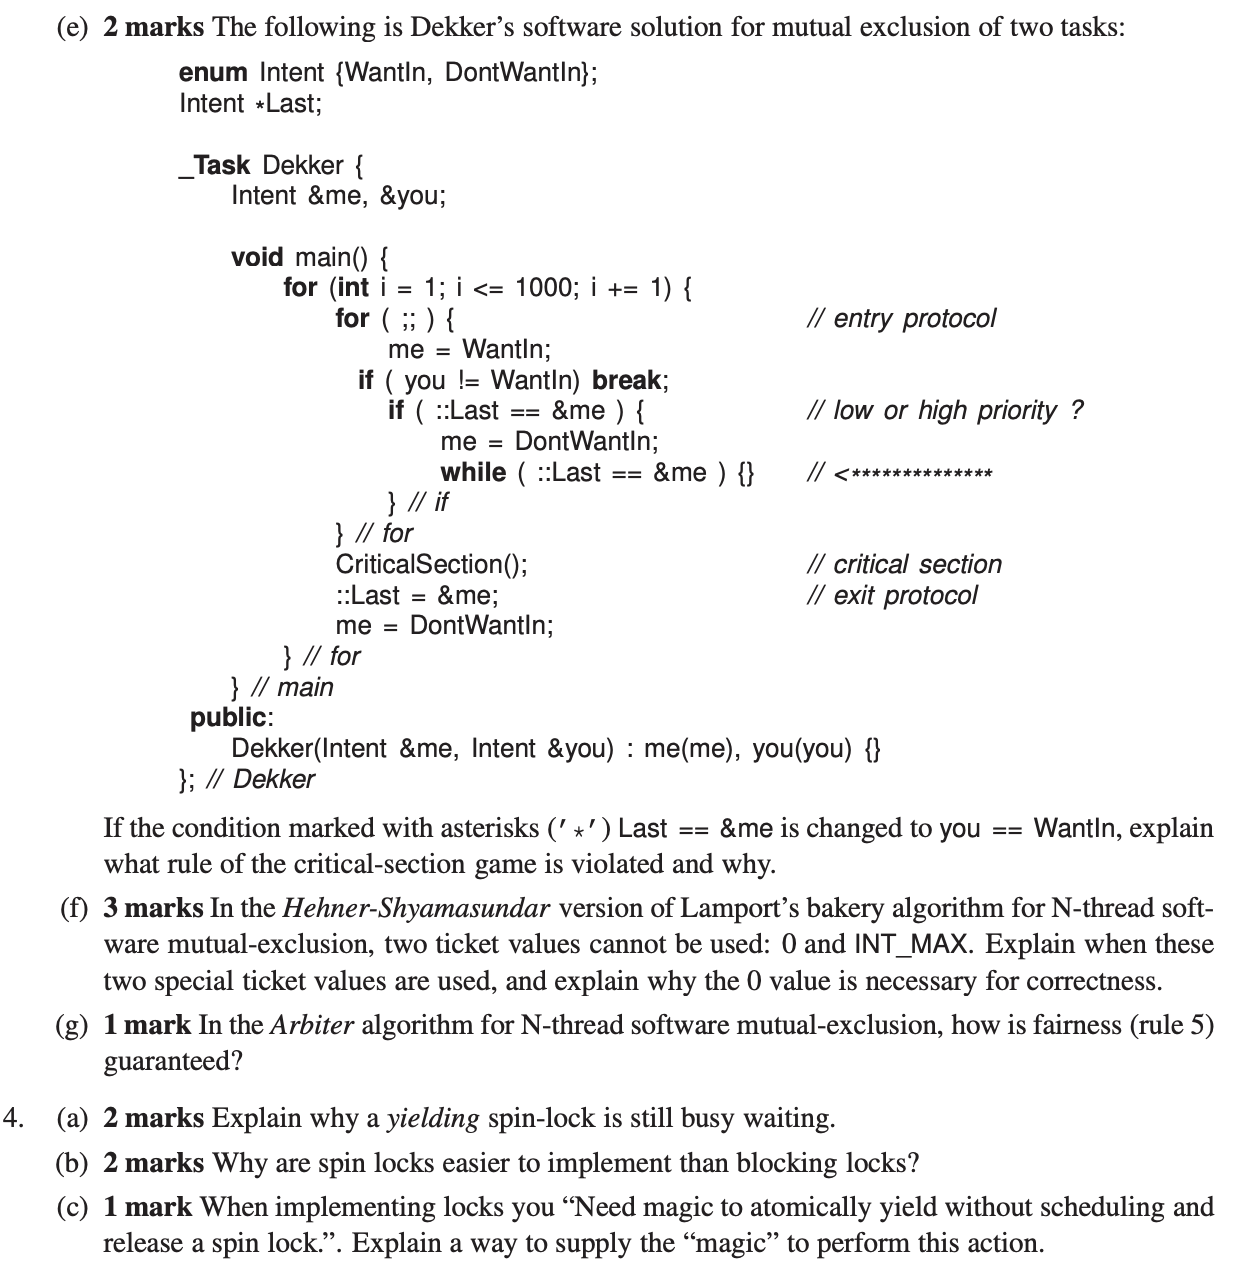 (e) 2 marks The following is Dekker's software solution for mutual exclusion of two tasks:
enum Intent {WantIn, DontWantIn};
Intent *Last;
_Task Dekker {
Intent &me, &you;
void main() {
for (int i = 1; i <= 1000; i += 1) {
for ( ;; ) { // entry protocol
me = WantIn;
if ( you != WantIn) break;
if ( ::Last == &me ) { // low or high priority ?
me = DontWantIn;
while ( ::Last == &me ) {} // <**************
} // if
} // for
CriticalSection(); // critical section
::Last = &me; // exit protocol
me = DontWantIn;
} // for
} // main
public:
Dekker(Intent &me, Intent &you) : me(me), you(you) {}
}; // Dekker
If the condition marked with asterisks ('*') Last == &me is changed to you == WantIn, explain
what rule of the critical-section game is violated and why.
(f) 3 marks In the Hehner-Shyamasundar version of Lamport's bakery algorithm for N-thread soft-
ware mutual-exclusion, two ticket values cannot be used: 0 and INT_MAX. Explain when these
two special ticket values are used, and explain why the 0 value is necessary for correctness.
(g) 1 mark In the Arbiter algorithm for N-thread software mutual-exclusion, how is fairness (rule 5)
guaranteed?
4. (a) 2 marks Explain why a yielding spin-lock is still busy waiting.
(b) 2 marks Why are spin locks easier to implement than blocking locks?
(c) 1 mark When implementing locks you "Need magic to atomically yield without scheduling and
release a spin lock.". Explain a way to supply the "magic" to perform this action.